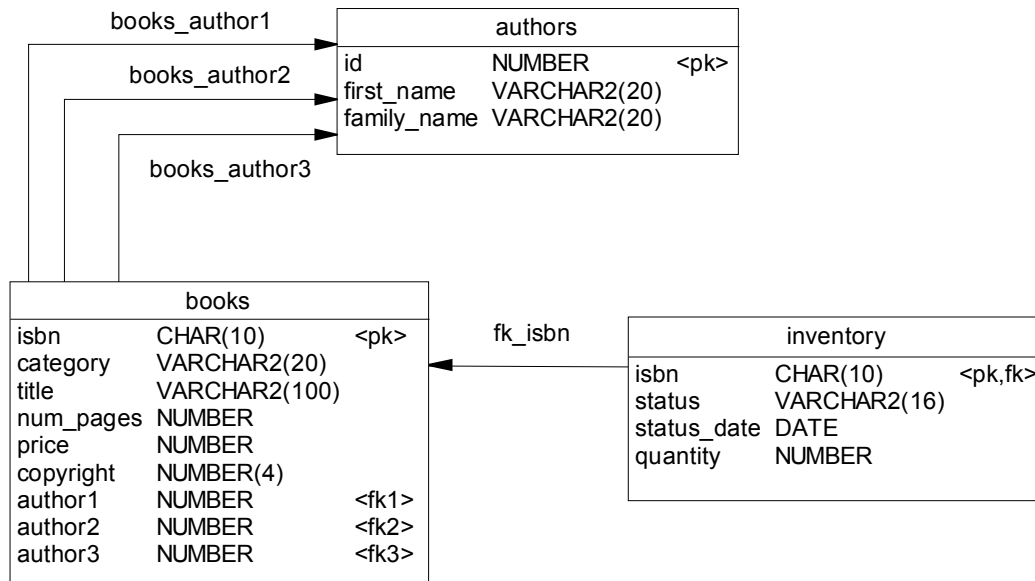 books_author1
authors
id NUMBER <pk>
first_name VARCHAR2(20)
family_name VARCHAR2(20)
books_author2
books_author3
books
isbn CHAR(10) <pk>
category VARCHAR2(20)
title VARCHAR2(100)
num_pages NUMBER
price NUMBER
copyright NUMBER(4)
author1 NUMBER <fk1>
author2 NUMBER <fk2>
author3 NUMBER <fk3>
fk_isbn
inventory
isbn CHAR(10) <pk,fk>
status VARCHAR2(16)
status_date DATE
quantity NUMBER